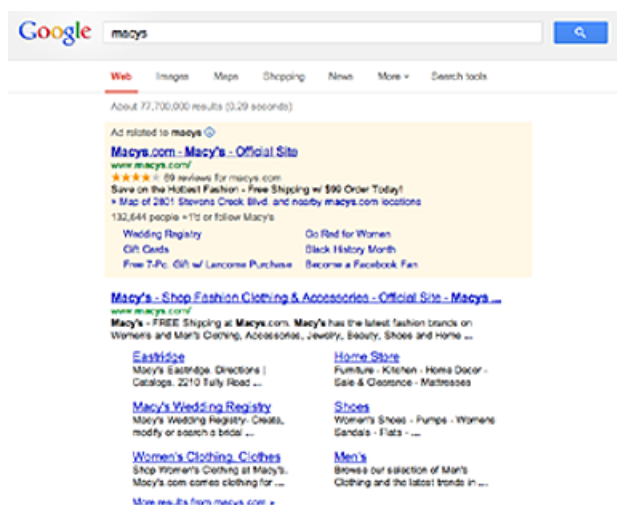 Google macys
Web Images Maps Shopping News More Search tools
About 77,700,000 results (0.29 seconds)
Ad related to macys
Macys.com - Macy's - Official Site
www.macys.com/
69 reviews for macys.com
Save on the Hottest Fashion - Free Shipping w/ $99 Order Today!
» Map of 2801 Stevens Creek Blvd. and nearby macys.com locations
132,644 people +1'd or follow Macy's
Wedding Registry Go Red for Women
Gift Cards Black History Month
Free 7-Pc. Gift w/ Lancome Purchase Become a Facebook Fan
Macy's - Shop Fashion Clothing & Accessories - Official Site - Macys ...
www.macys.com/
Macy's - FREE Shipping at Macys.com. Macy's has the latest fashion brands on
Women's and Men's Clothing, Accessories, Jewelry, Beauty, Shoes and Home ...
Eastridge Home Store
Macy's Eastridge. Directions | Furniture - Kitchen - Home Decor -
Catalogs. 2210 Tully Road ... Sale & Clearance - Mattresses
Macy's Wedding Registry Shoes
Macy's Wedding Registry- Create, Women's Shoes - Pumps - Womens
modify or search a bridal ... Sandals - Flats - ...
Women's Clothing, Clothes Men's
Shop Women's Clothing at Macy's. Browse our selection of Men's
Macy's.com carries clothing for ... Clothing and the latest trends in ...
More results from macys.com »